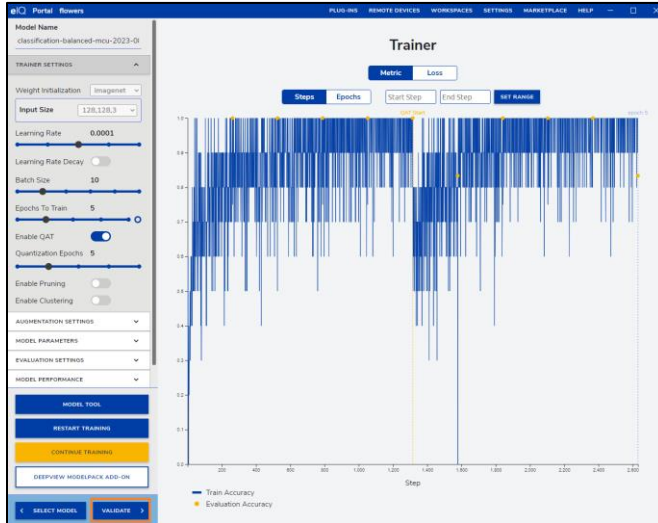 eIQ Portal flowers PLUG-INS REMOTE DEVICES WORKSPACES SETTINGS MARKETPLACE HELP
Model Name
classification-balanced-mcu-2023-0
TRAINER SETTINGS
Weight Initialization Imagenet
Input Size 128,128,3
Learning Rate 0.0001
Learning Rate Decay
Batch Size 10
Epochs To Train 5
Enable QAT
Quantization Epochs 5
Enable Pruning
Enable Clustering
AUGMENTATION SETTINGS
MODEL PARAMETERS
EVALUATION SETTINGS
MODEL PERFORMANCE
MODEL TOOL
RESTART TRAINING
CONTINUE TRAINING
DEEPVIEW MODELPACK ADD-ON
SELECT MODEL VALIDATE
Trainer
Metric Loss
Steps Epochs Start Step End Step SET RANGE
QAT Start epoch 5
1.0
0.9
0.8
0.7
0.6
0.5
0.4
0.3
0.2
0.1
0.0
200 400 600 800 1,000 1,200 1,400 1,600 1,800 2,000 2,200 2,400 2,600
Step
Train Accuracy
Evaluation Accuracy